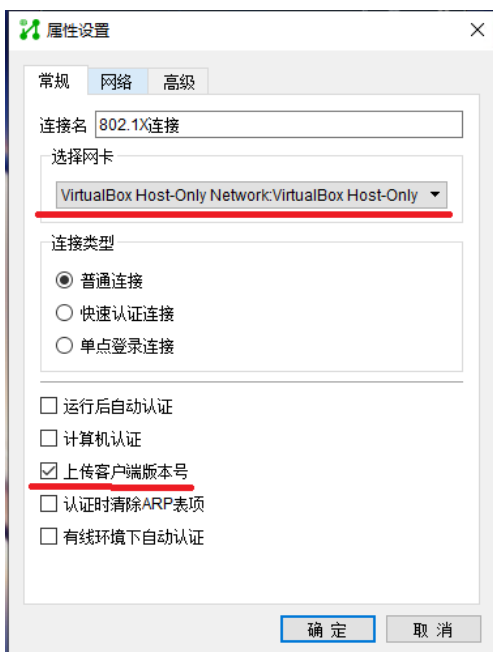 属性设置
常规 网络 高级
连接名 802.1X连接
选择网卡
VirtualBox Host-Only Network:VirtualBox Host-Only
连接类型
普通连接
快速认证连接
单点登录连接
运行后自动认证
计算机认证
上传客户端版本号
认证时清除ARP表项
有线环境下自动认证
确定 取消